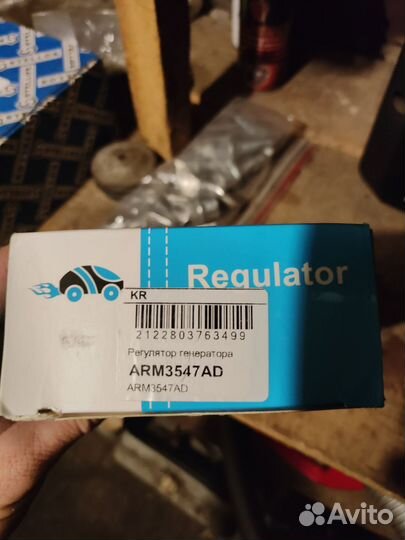 Regulator
KR
2122803763499
Регулятор генератора
ARM3547AD
ARM3547AD
Avito